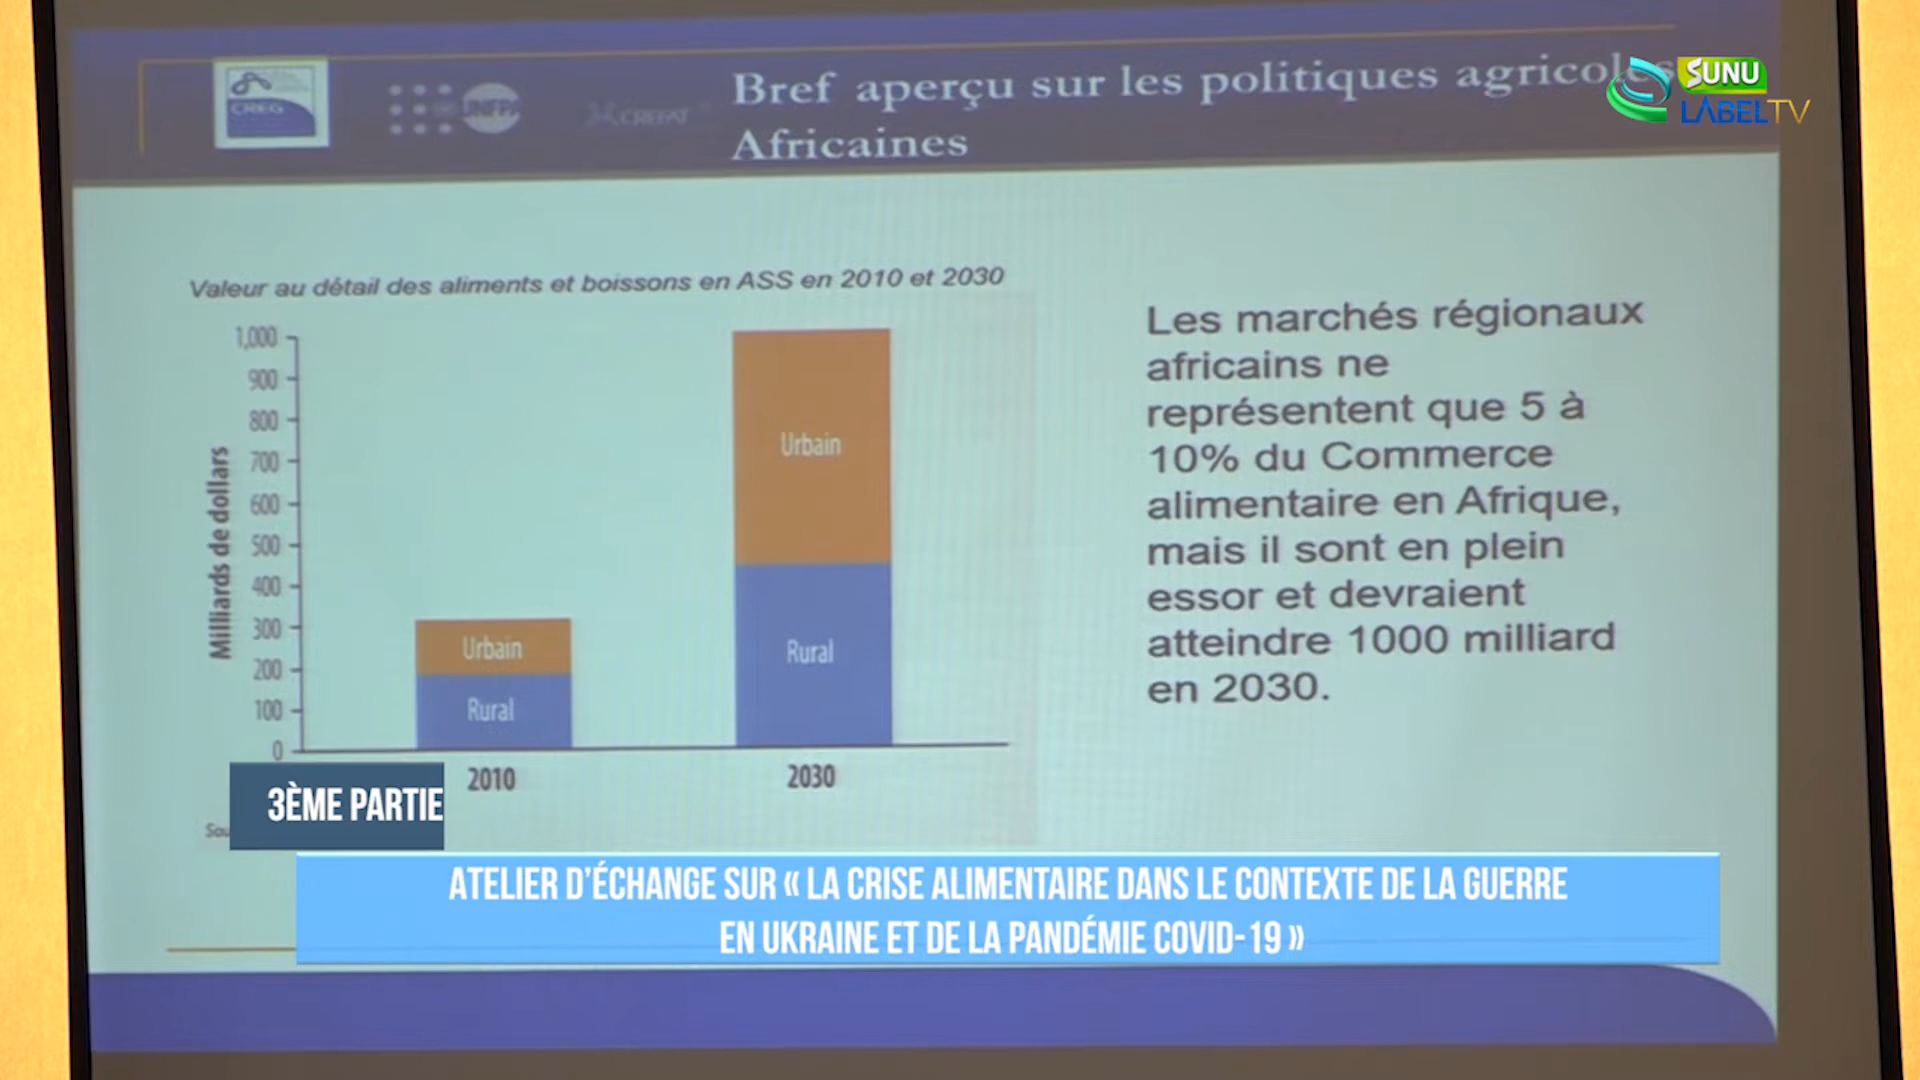 CREG
UNFPA
CREFAT
Bref aperçu sur les politiques agricoles
Africaines
SUNU
LABELTV
Valeur au détail des aliments et boissons en ASS en 2010 et 2030
Milliards de dollars
1,000
900
800
700
600
500
400
300
200
100
0
Urbain
Rural
Urbain
Rural
2010
2030
Les marchés régionaux
africains ne
représentent que 5 à
10% du Commerce
alimentaire en Afrique,
mais il sont en plein
essor et devraient
atteindre 1000 milliard
en 2030.
3ÈME PARTIE
ATELIER D'ÉCHANGE SUR « LA CRISE ALIMENTAIRE DANS LE CONTEXTE DE LA GUERRE
EN UKRAINE ET DE LA PANDÉMIE COVID-19 »